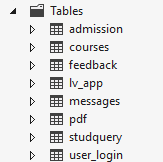 Tables
admission
courses
feedback
lv_app
messages
pdf
studquery
user_login